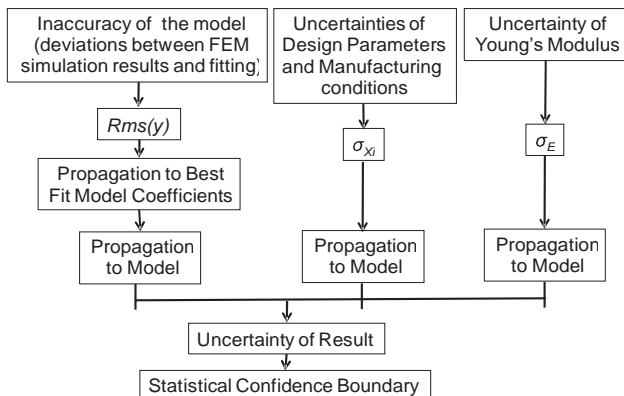 Inaccuracy of the model
(deviations between FEM
simulation results and fitting)
Uncertainties of
Design Parameters
and Manufacturing
conditions
Uncertainty of
Young's Modulus
Rms(y)
σXi
σE
Propagation to Best
Fit Model Coefficients
Propagation
to Model
Propagation
to Model
Propagation
to Model
Uncertainty of Result
Statistical Confidence Boundary